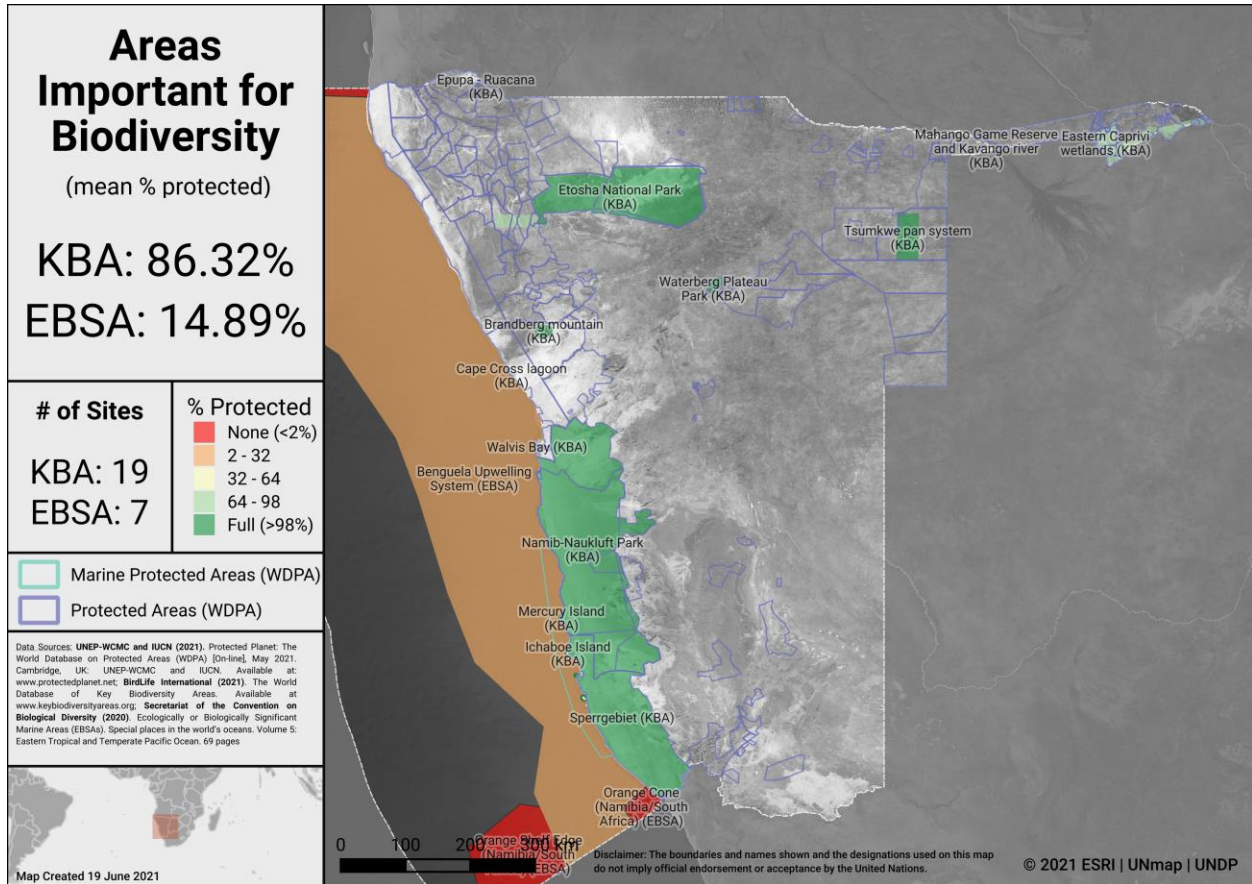 Areas
Important for
Biodiversity
(mean % protected)
KBA: 86.32%
EBSA: 14.89%
# of Sites
KBA: 19
EBSA: 7
% Protected
None (<2%)
2 - 32
32 - 64
64 - 98
Full (>98%)
Marine Protected Areas (WDPA)
Protected Areas (WDPA)
Data Sources: UNEP-WCMC and IUCN (2021). Protected Planet: The
World Database on Protected Areas (WDPA) [On-line], May 2021.
Cambridge, UK: UNEP-WCMC and IUCN. Available at:
www.protectedplanet.net; BirdLife International (2021). The World
Database of Key Biodiversity Areas. Available at
www.keybiodiversityareas.org; Secretariat of the Convention on
Biological Diversity (2020). Ecologically or Biologically Significant
Marine Areas (EBSAs). Special places in the world's oceans. Volume 5:
Eastern Tropical and Temperate Pacific Ocean. 69 pages
Map Created 19 June 2021
Epupa - Ruacana
(KBA)
Mahango Game Reserve
and Kavango river
(KBA)
Eastern Caprivi
wetlands (KBA)
Etosha National Park
(KBA)
Tsumkwe pan system
(KBA)
Waterberg Plateau
Park (KBA)
Brandberg mountain
(KBA)
Cape Cross lagoon
(KBA)
Walvis Bay (KBA)
Benguela Upwelling
System (EBSA)
Namib-Naukluft Park
(KBA)
Mercury Island
(KBA)
Ichaboe Island
(KBA)
Sperrgebiet (KBA)
Orange Cone
(Namibia/South
Africa) (EBSA)
Orange Shelf Edge
(Namibia/South
Africa) (EBSA)
0 100 200 300 km
Disclaimer: The boundaries and names shown and the designations used on this map
do not imply official endorsement or acceptance by the United Nations.
© 2021 ESRI | UNmap | UNDP